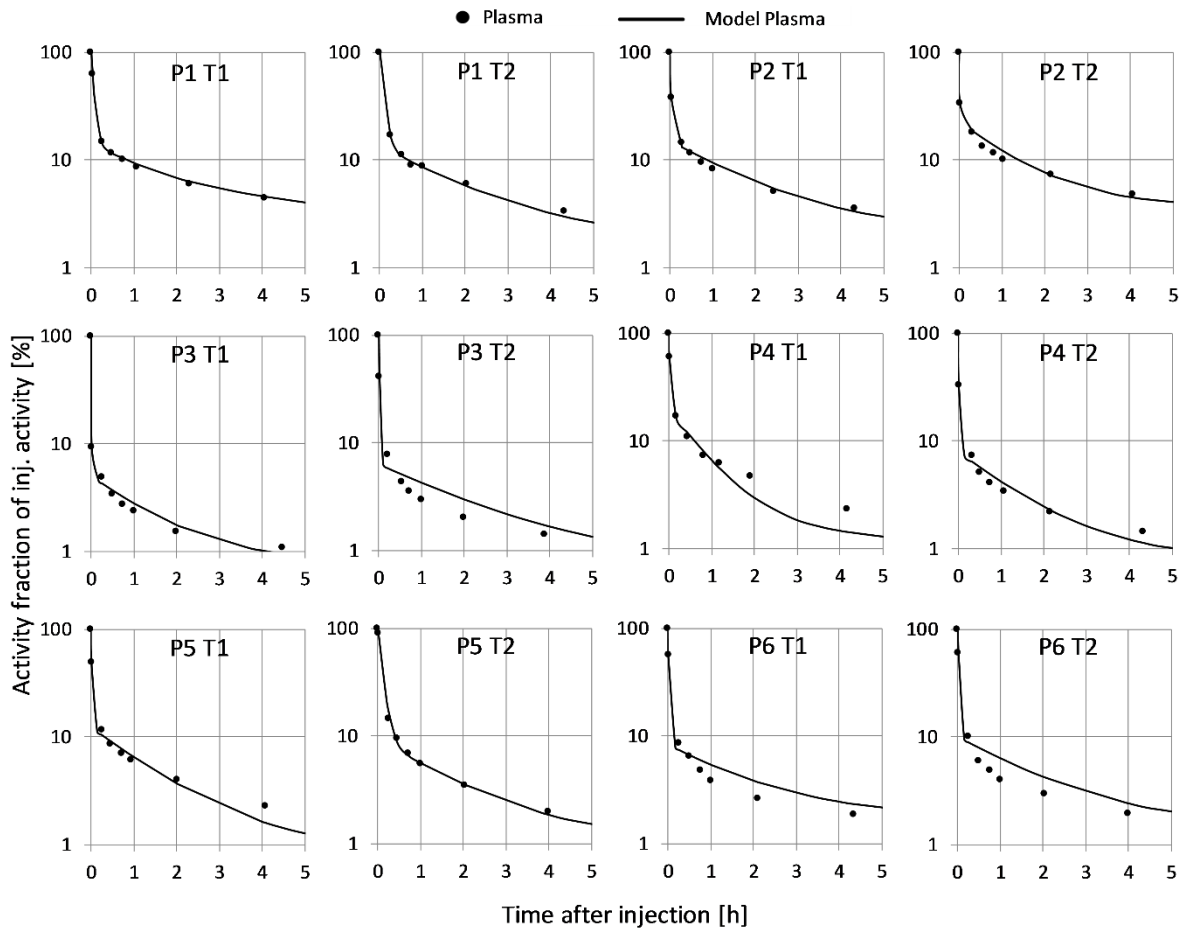 Plasma Model Plasma
Activity fraction of inj. activity [%]
P1 T1
100
10
1
0 1 2 3 4 5
P1 T2
100
10
1
0 1 2 3 4 5
P2 T1
100
10
1
0 1 2 3 4 5
P2 T2
100
10
1
0 1 2 3 4 5
P3 T1
100
10
1
0 1 2 3 4 5
P3 T2
100
10
1
0 1 2 3 4 5
P4 T1
100
10
1
0 1 2 3 4 5
P4 T2
100
10
1
0 1 2 3 4 5
P5 T1
100
10
1
0 1 2 3 4 5
P5 T2
100
10
1
0 1 2 3 4 5
P6 T1
100
10
1
0 1 2 3 4 5
P6 T2
100
10
1
0 1 2 3 4 5
Time after injection [h]